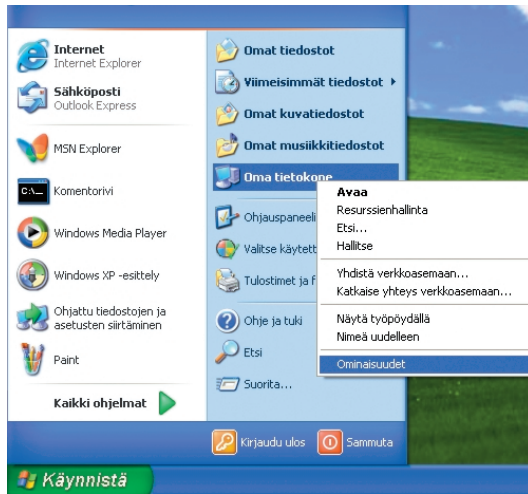 Internet
Internet Explorer
Sähköposti
Outlook Express
MSN Explorer
C:\_
Komentorivi
Windows Media Player
Windows XP -esittely
Ohjattu tiedostojen ja
asetusten siirtäminen
Paint
Kaikki ohjelmat
Omat tiedostot
Viimeisimmät tiedostot
Omat kuvatiedostot
Omat musiikkitiedostot
Oma tietokone
Ohjauspaneeli
Valitse käytett
Tulostimet ja f
Ohje ja tuki
Etsi
Suorita...
Avaa
Resurssienhallinta
Etsi...
Hallitse
Yhdistä verkkoasemaan...
Katkaise yhteys verkkoasemaan...
Näytä työpöydällä
Nimeä uudelleen
Ominaisuudet
Kirjaudu ulos
Sammuta
Käynnistä